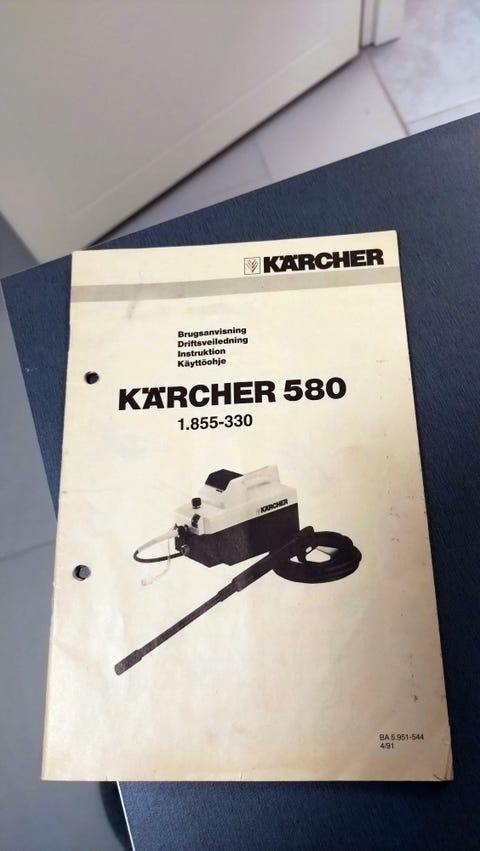 KÄRCHER
Brugsanvisning
Driftsveiledning
Instruktion
Käyttöohje
KÄRCHER 580
1.855-330
KÄRCHER
BA 5.951-544
4/91